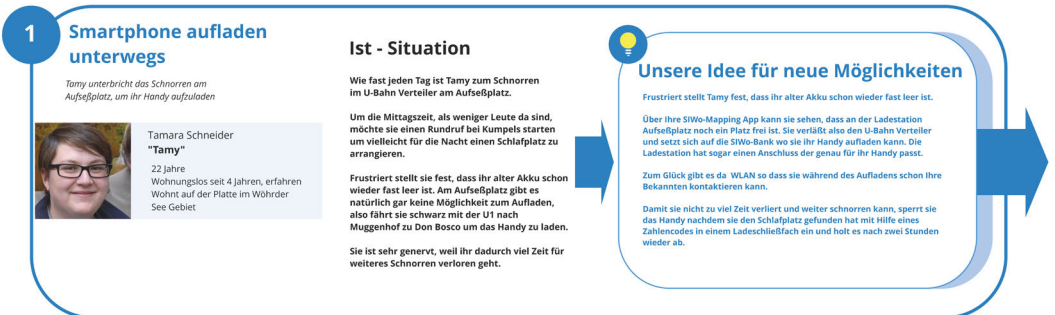 1
Smartphone aufladen
unterwegs
Tamy unterbricht das Schnorren am
Aufseßplatz, um ihr Handy aufzuladen
Tamara Schneider
"Tamy"
22 Jahre
Wohnungslos seit 4 Jahren, erfahren
Wohnt auf der Platte im Wöhrder
See Gebiet
Ist - Situation
Wie fast jeden Tag ist Tamy zum Schnorren
im U-Bahn Verteiler am Aufseßplatz.
Um die Mittagszeit, als weniger Leute da sind,
möchte sie einen Rundruf bei Kumpels starten
um vielleicht für die Nacht einen Schlafplatz zu
arrangieren.
Frustriert stellt sie fest, dass ihr alter Akku schon
wieder fast leer ist. Am Aufseßplatz gibt es
natürlich gar keine Möglichkeit zum Aufladen,
also fährt sie schwarz mit der U1 nach
Muggenhof zu Don Bosco um das Handy zu laden.
Sie ist sehr genervt, weil ihr dadurch viel Zeit für
weiteres Schnorren verloren geht.
Unsere Idee für neue Möglichkeiten
Frustriert stellt Tamy fest, dass ihr alter Akku schon wieder fast leer ist.
Über Ihre SIWo-Mapping App kann sie sehen, dass an der Ladestation
Aufseßplatz noch ein Platz frei ist. Sie verläßt also den U-Bahn Verteiler
und setzt sich auf die SIWo-Bank wo sie ihr Handy aufladen kann. Die
Ladestation hat sogar einen Anschluss der genau für ihr Handy passt.
Zum Glück gibt es da WLAN so dass sie während des Aufladens schon Ihre
Bekannten kontaktieren kann.
Damit sie nicht zu viel Zeit verliert und weiter schnorren kann, sperrt sie
das Handy nachdem sie den Schlafplatz gefunden hat mit Hilfe eines
Zahlencodes in einem Ladeschließfach ein und holt es nach zwei Stunden
wieder ab.